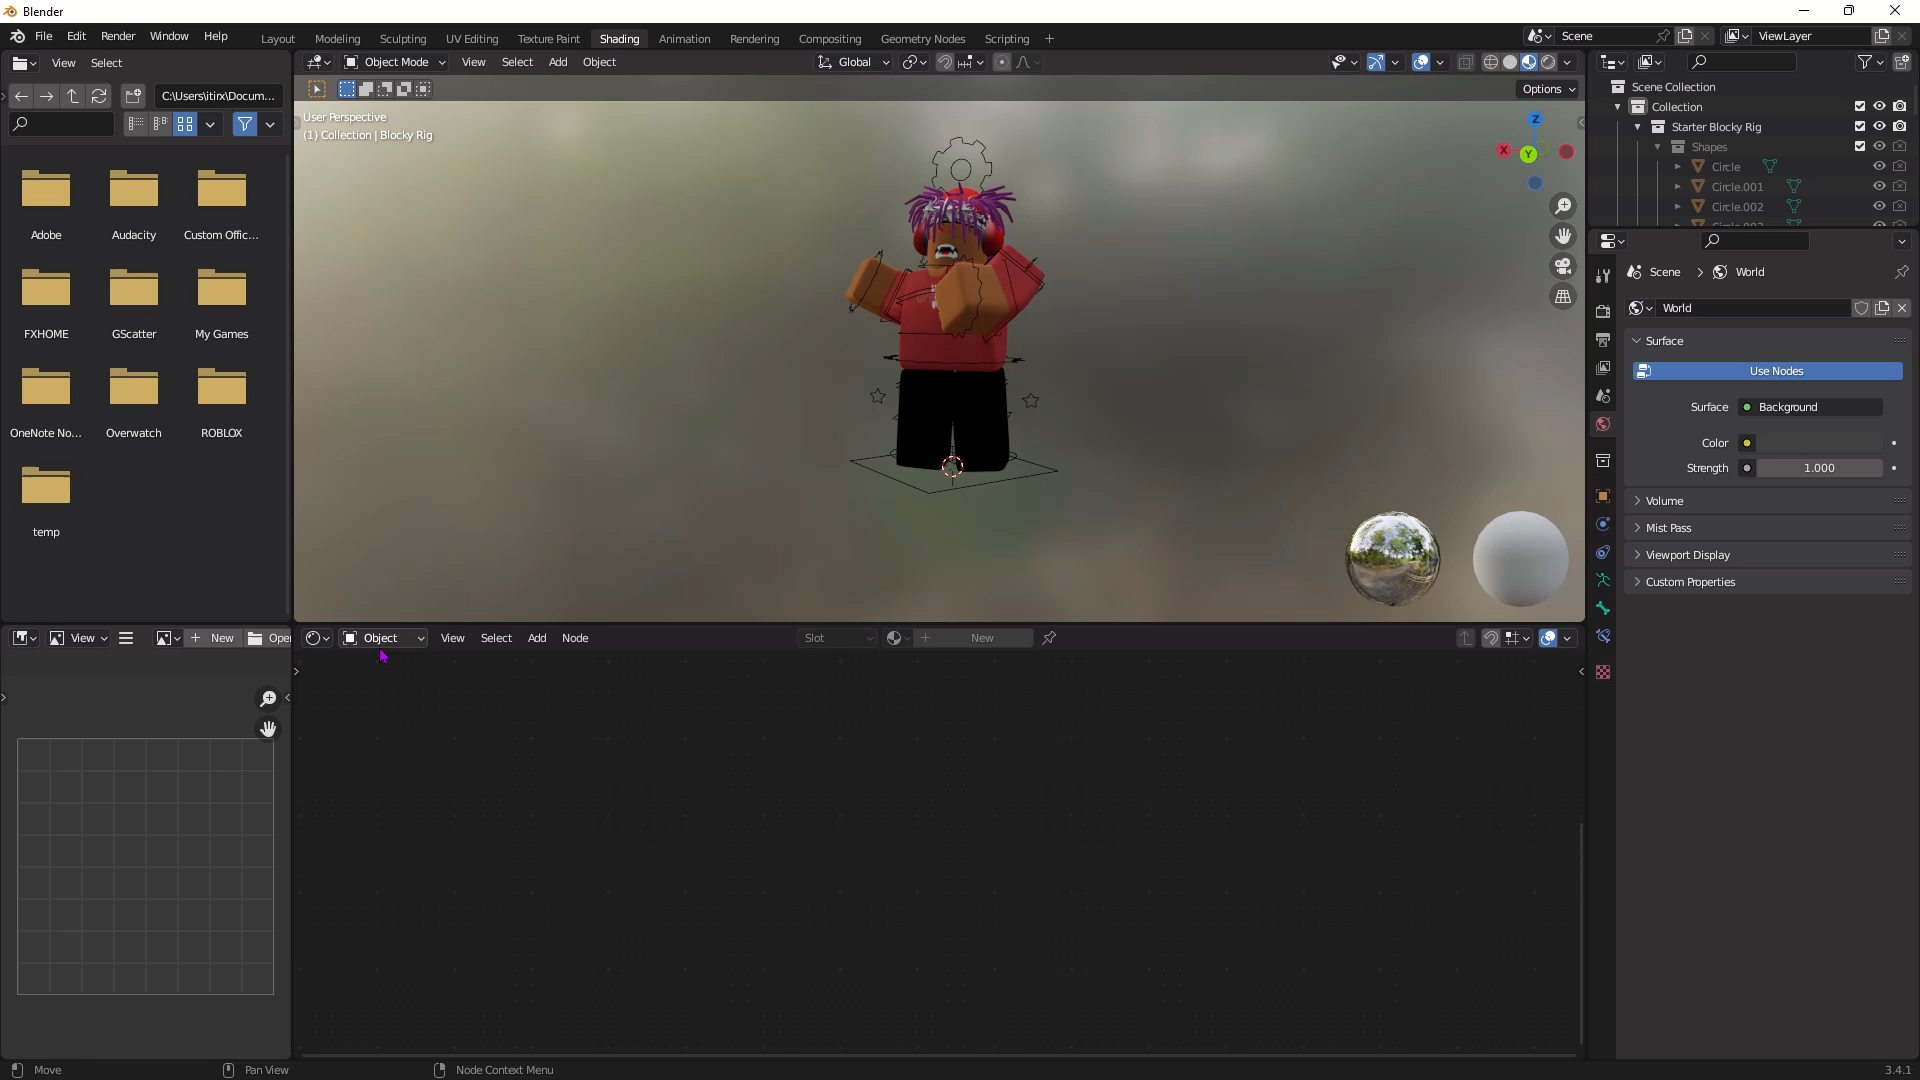 Blender
File Edit Render Window Help
Layout Modeling Sculpting UV Editing Texture Paint Shading Animation Rendering Compositing Geometry Nodes Scripting
Scene
ViewLayer
View Select
Object Mode View Select Add Object
Global
C:\Users\itirx\Docum...
Options
User Perspective
(1) Collection | Blocky Rig
Z
X
Y
Adobe Audacity Custom Offic...
FXHOME GScatter My Games
OneNote No... Overwatch ROBLOX
temp
Scene Collection
Collection
Starter Blocky Rig
Shapes
Circle
Circle.001
Circle.002
Circle.003
Scene > World
World
Surface
Use Nodes
Surface Background
Color
Strength 1.000
Volume
Mist Pass
Viewport Display
Custom Properties
View New Open
Object View Select Add Node
Slot
New
Move
Pan View
Node Context Menu
3.4.1